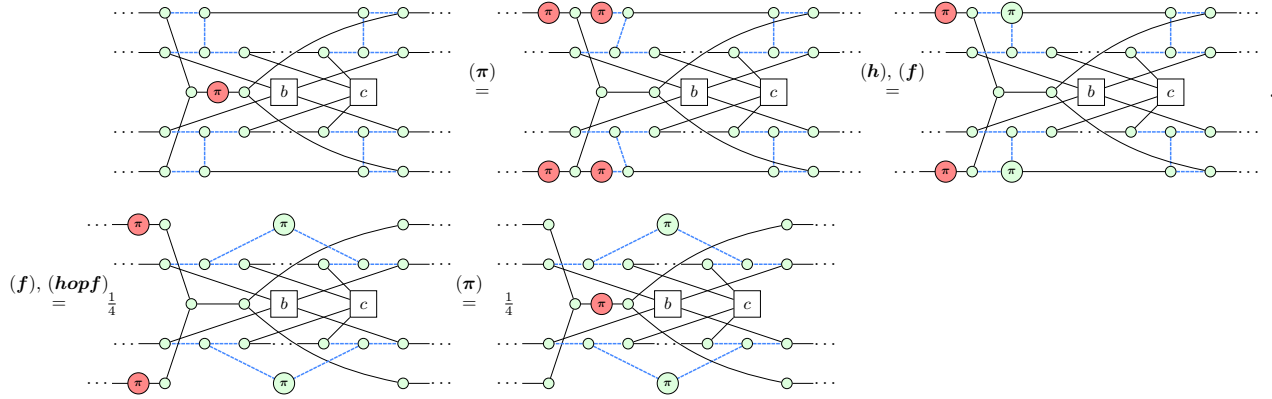 π b c
(π)
=
π π b c π π
(h), (f)
=
π π b c π π .
(f), (hopf)
= 1/4
π π b c π π
(π)
= 1/4
π π b c π